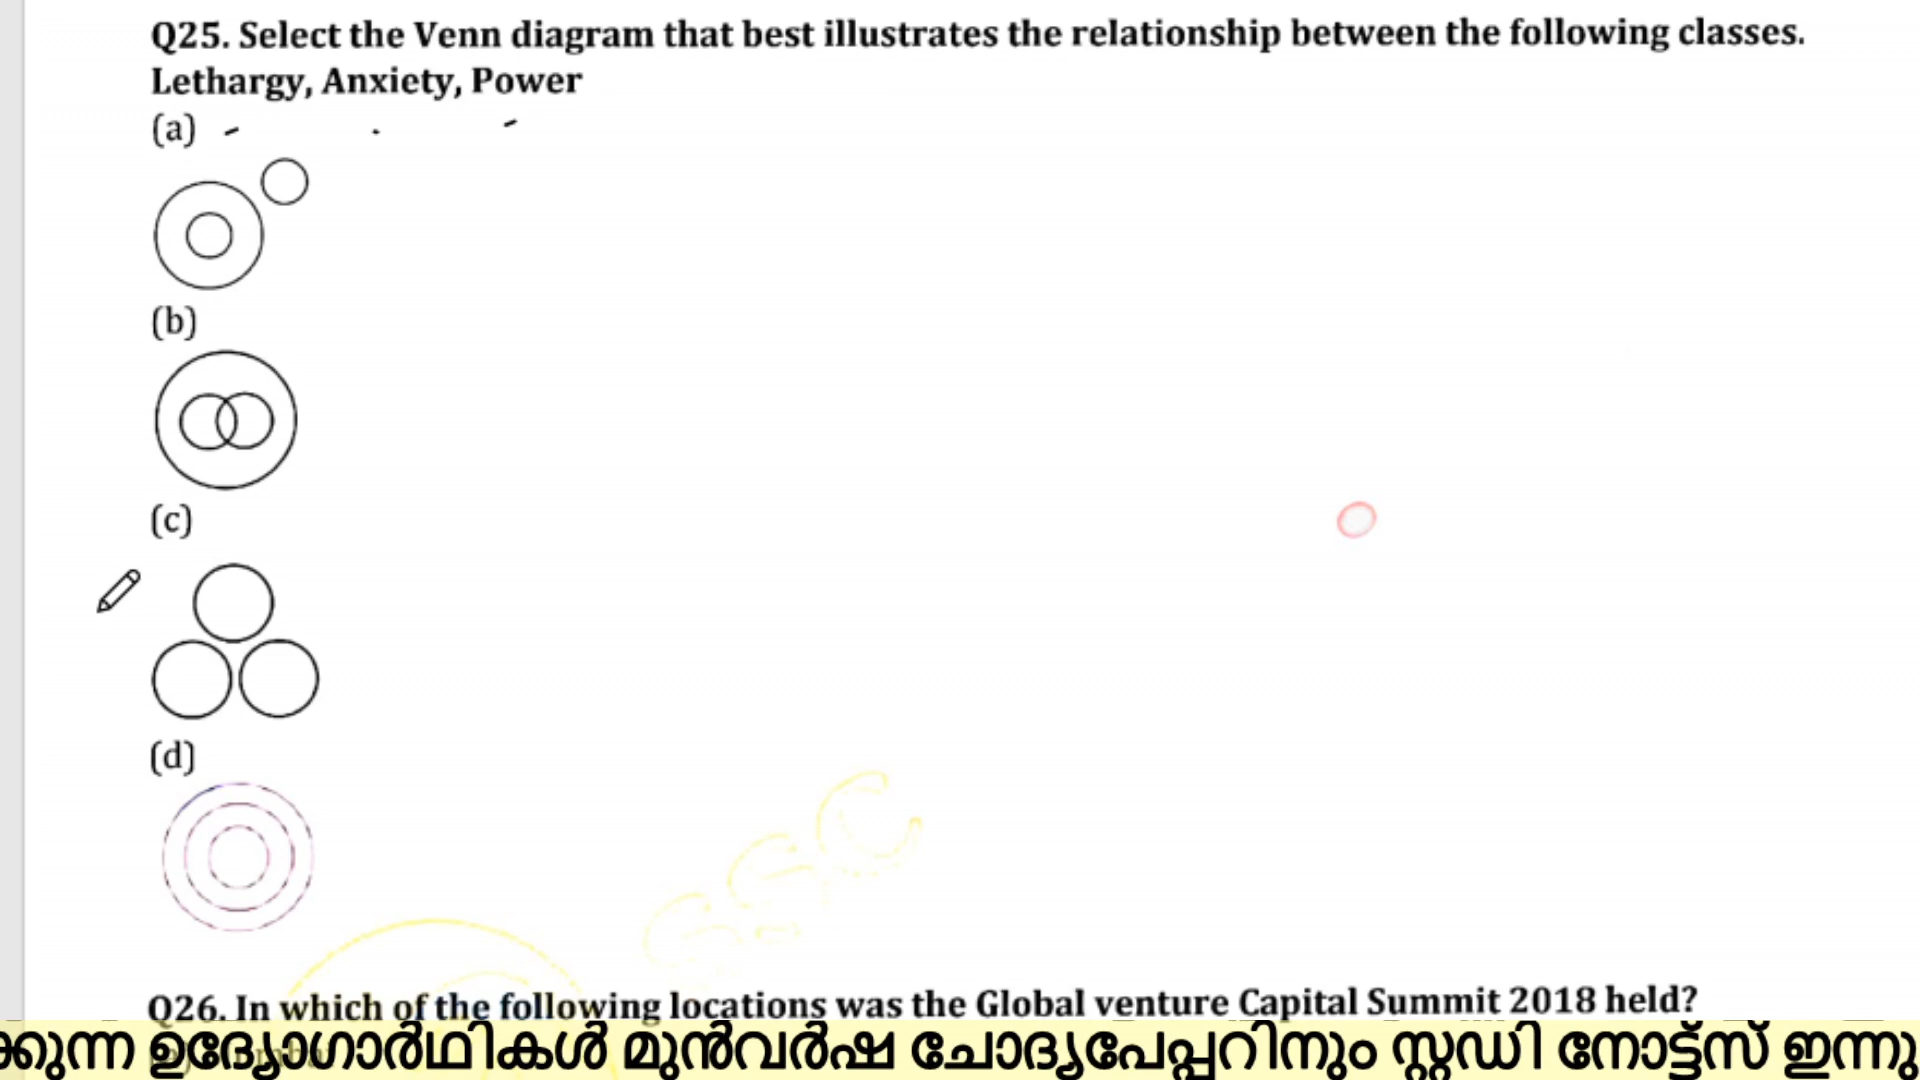 Q25. Select the Venn diagram that best illustrates the relationship between the following classes.
Lethargy, Anxiety, Power
(a)
(b)
(c)
(d)
SSC
Q26. In which of the following locations was the Global venture Capital Summit 2018 held?
ക്കുന്ന ഉദ്യോഗാർഥികൾ മുൻവർഷ ചോദ്യപേപ്പറിനും സ്റ്റഡി നോട്ട്സ് ഇന്നു